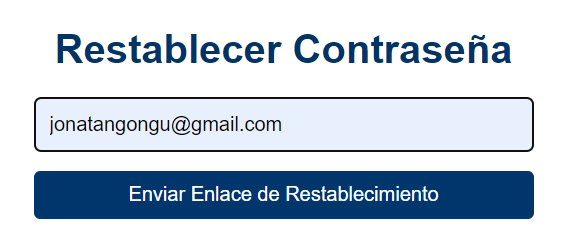 Restablecer Contraseña
jonatangongu@gmail.com
Enviar Enlace de Restablecimiento